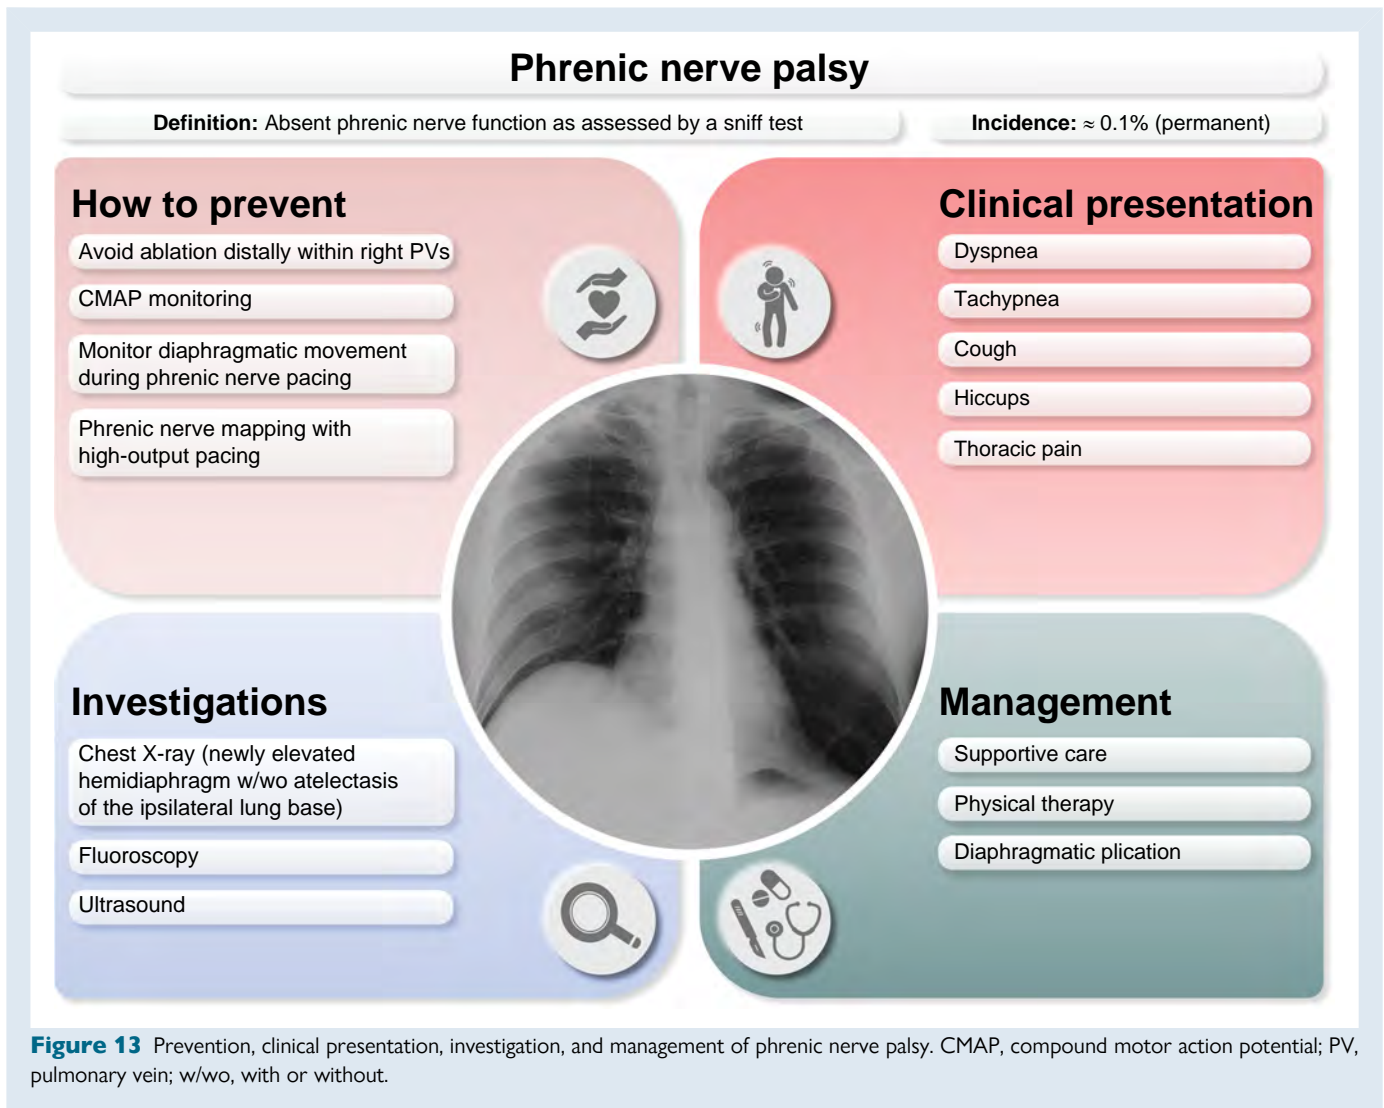 Phrenic nerve palsy
Definition: Absent phrenic nerve function as assessed by a sniff test
Incidence: ≈ 0.1% (permanent)
How to prevent
Avoid ablation distally within right PVs
CMAP monitoring
Monitor diaphragmatic movement
during phrenic nerve pacing
Phrenic nerve mapping with
high-output pacing
Clinical presentation
Dyspnea
Tachypnea
Cough
Hiccups
Thoracic pain
Investigations
Chest X-ray (newly elevated
hemidiaphragm w/wo atelectasis
of the ipsilateral lung base)
Fluoroscopy
Ultrasound
Management
Supportive care
Physical therapy
Diaphragmatic plication
Figure 13 Prevention, clinical presentation, investigation, and management of phrenic nerve palsy. CMAP, compound motor action potential; PV,
pulmonary vein; w/wo, with or without.